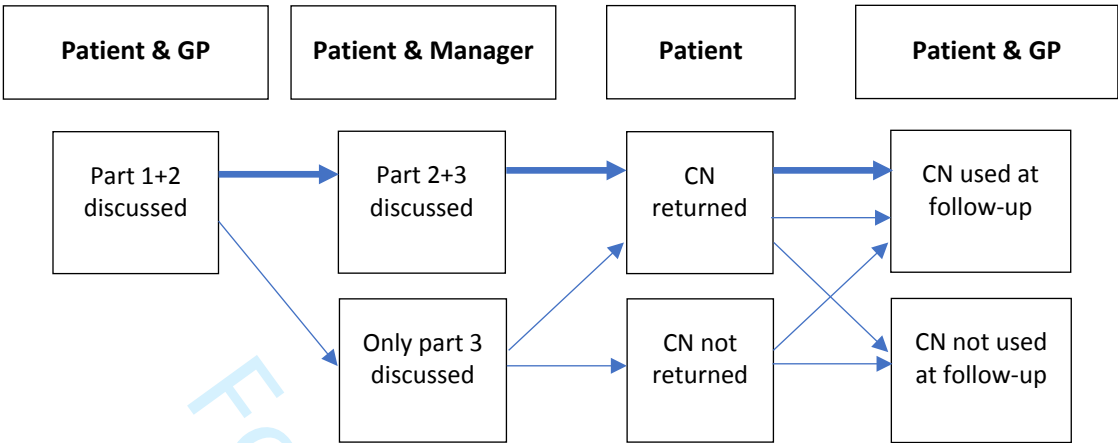 Patient & GP
Patient & Manager
Patient
Patient & GP
Part 1+2
discussed
Part 2+3
discussed
CN
returned
CN used at
follow-up
Only part 3
discussed
CN not
returned
CN not used
at follow-up
Fo